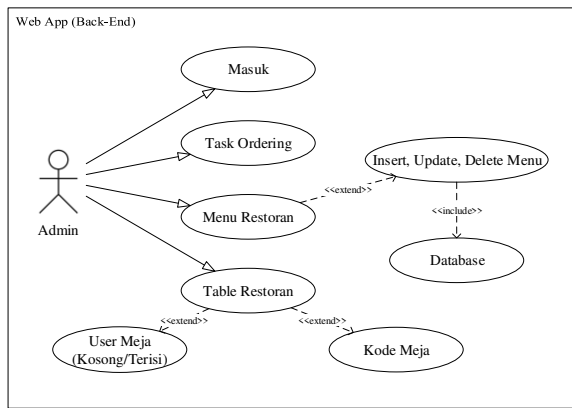 Web App (Back-End)
Masuk
Task Ordering
Insert, Update, Delete Menu
<<extend>>
Menu Restoran
<<include>>
Admin
Database
Table Restoran
<<extend>>
<<extend>>
User Meja
(Kosong/Terisi)
Kode Meja